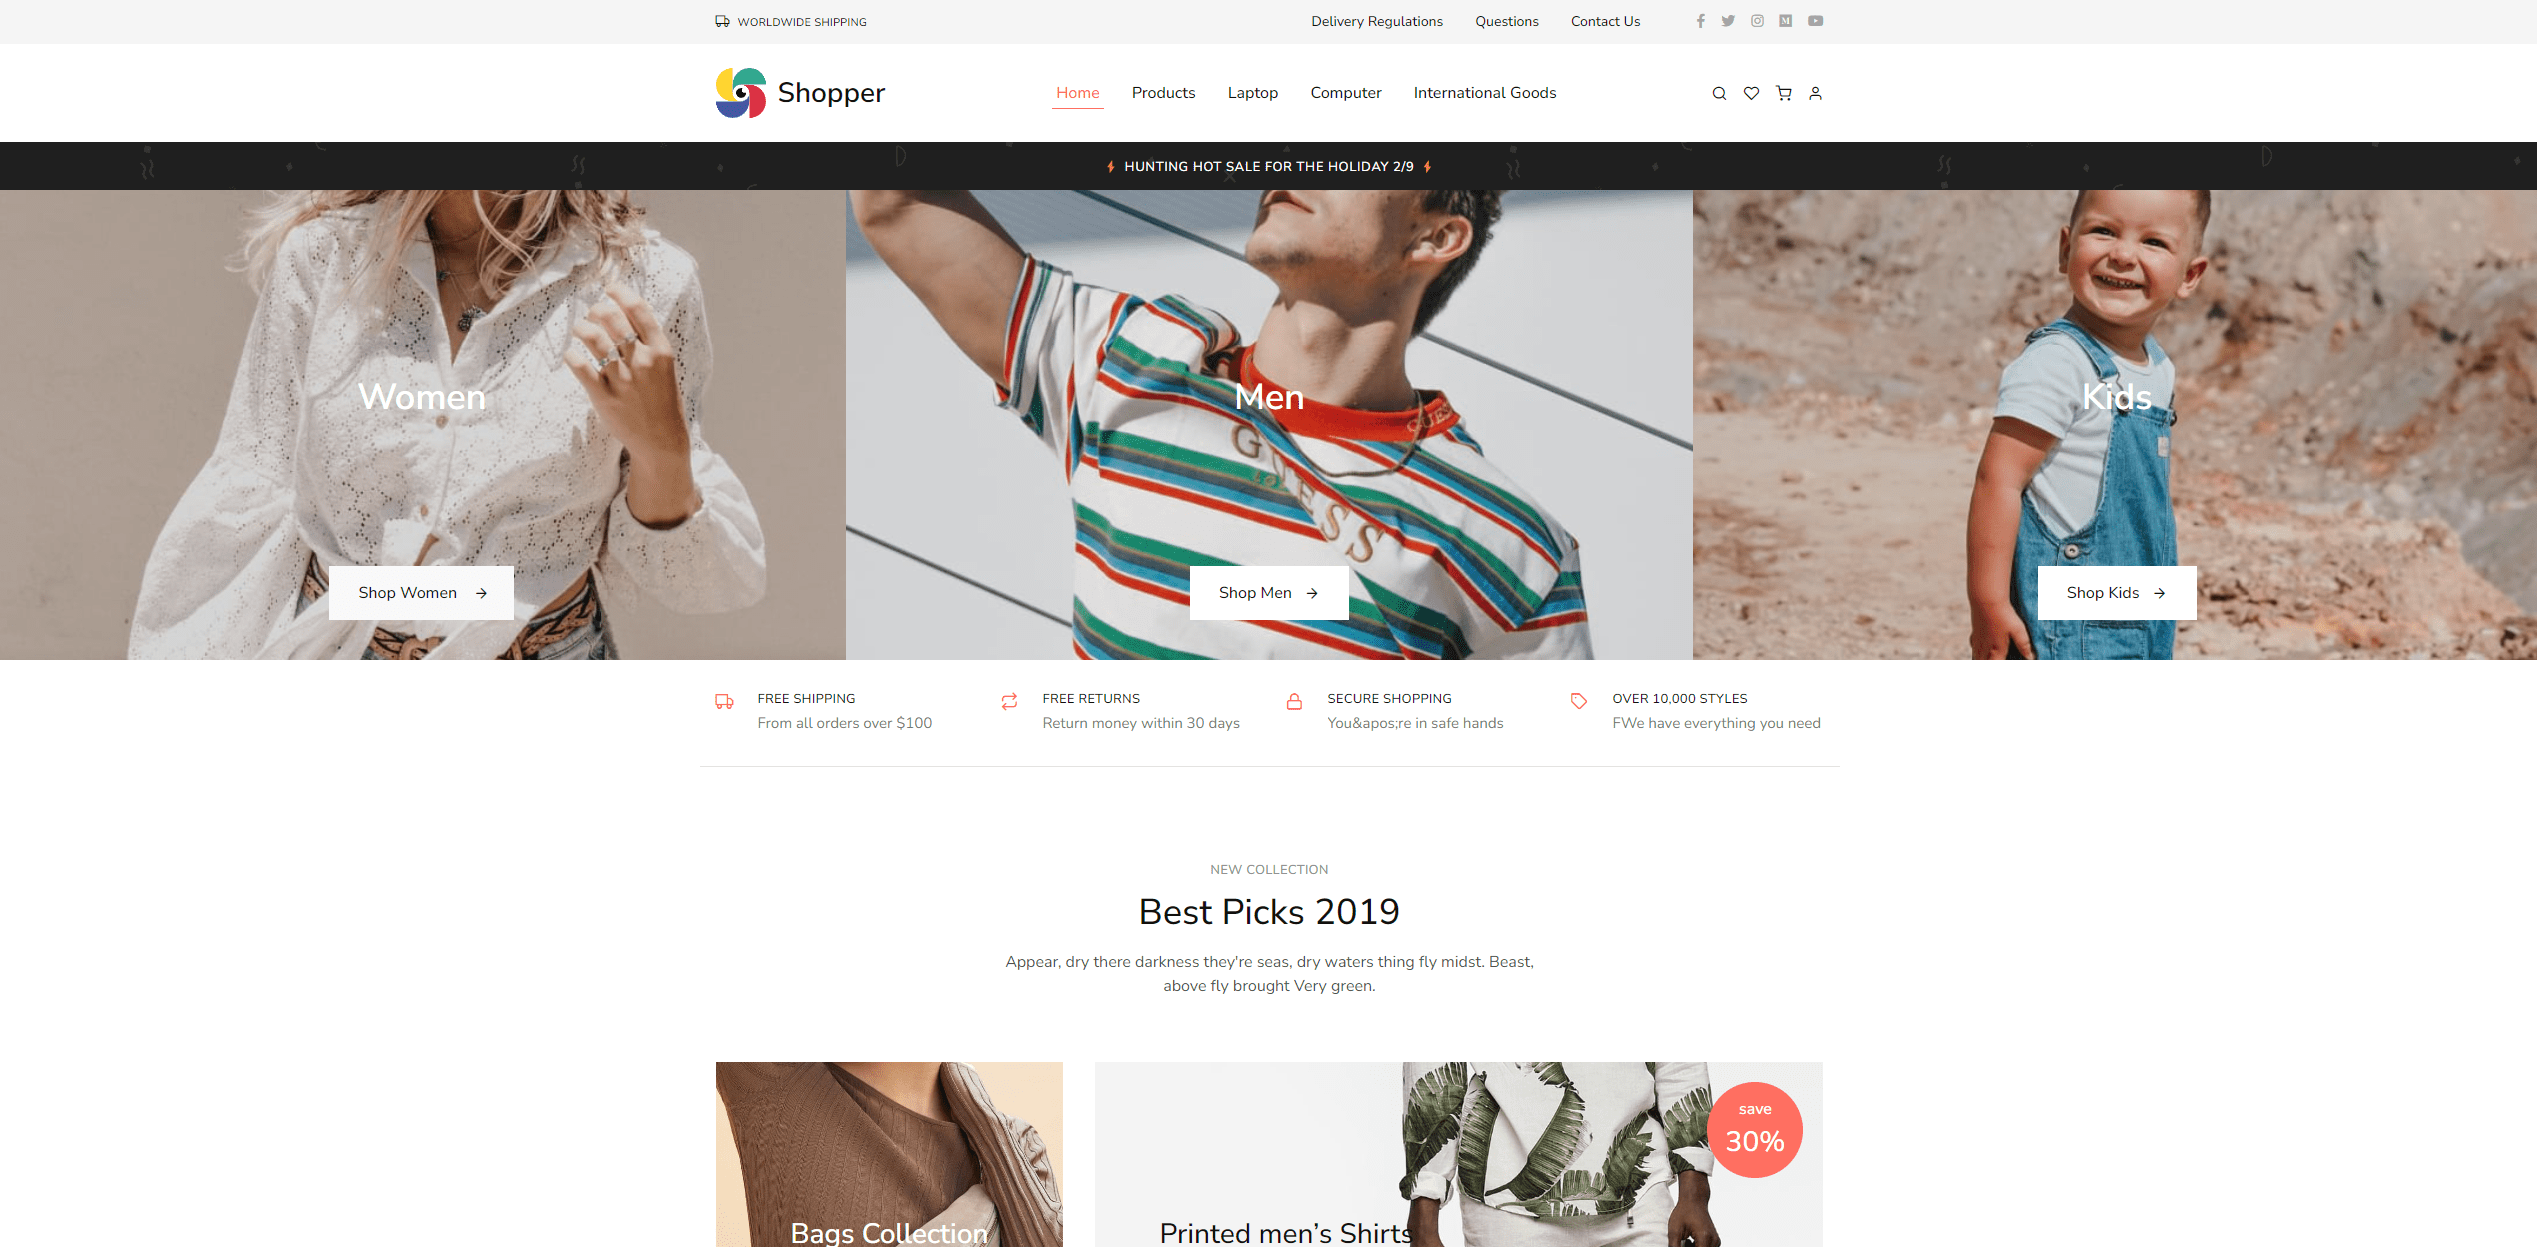 WORLDWIDE SHIPPING
Delivery Regulations
Questions
Contact Us
Shopper
Home
Products
Laptop
Computer
International Goods
HUNTING HOT SALE FOR THE HOLIDAY 2/9
Women
Men
Kids
GUESS
GUESS
Shop Women
Shop Men
Shop Kids
FREE SHIPPING
From all orders over $100
FREE RETURNS
Return money within 30 days
SECURE SHOPPING
You&apos;re in safe hands
OVER 10,000 STYLES
FWe have everything you need
NEW COLLECTION
Best Picks 2019
Appear, dry there darkness they're seas, dry waters thing fly midst. Beast,
above fly brought Very green.
Bags Collection
Printed men’s Shirts
save
30%